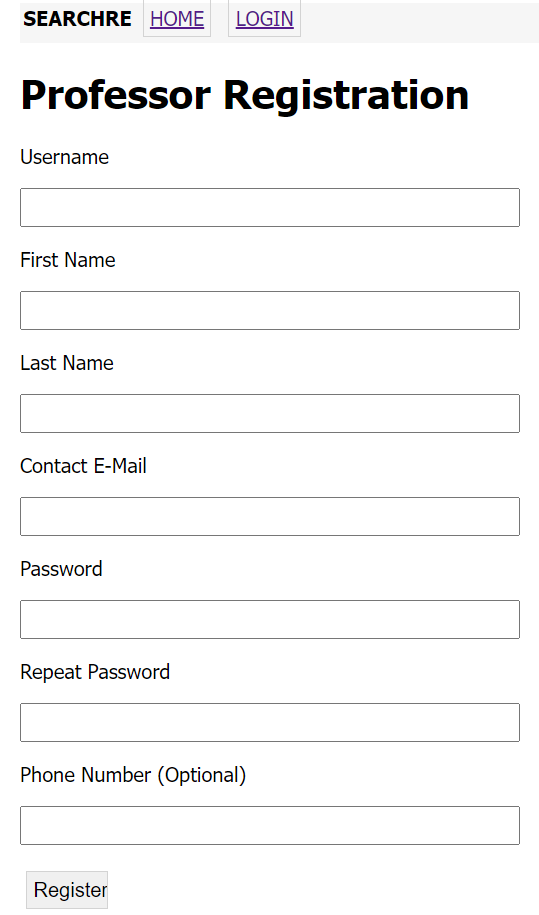 SEARCHRE HOME LOGIN
Professor Registration
Username
First Name
Last Name
Contact E-Mail
Password
Repeat Password
Phone Number (Optional)
Register